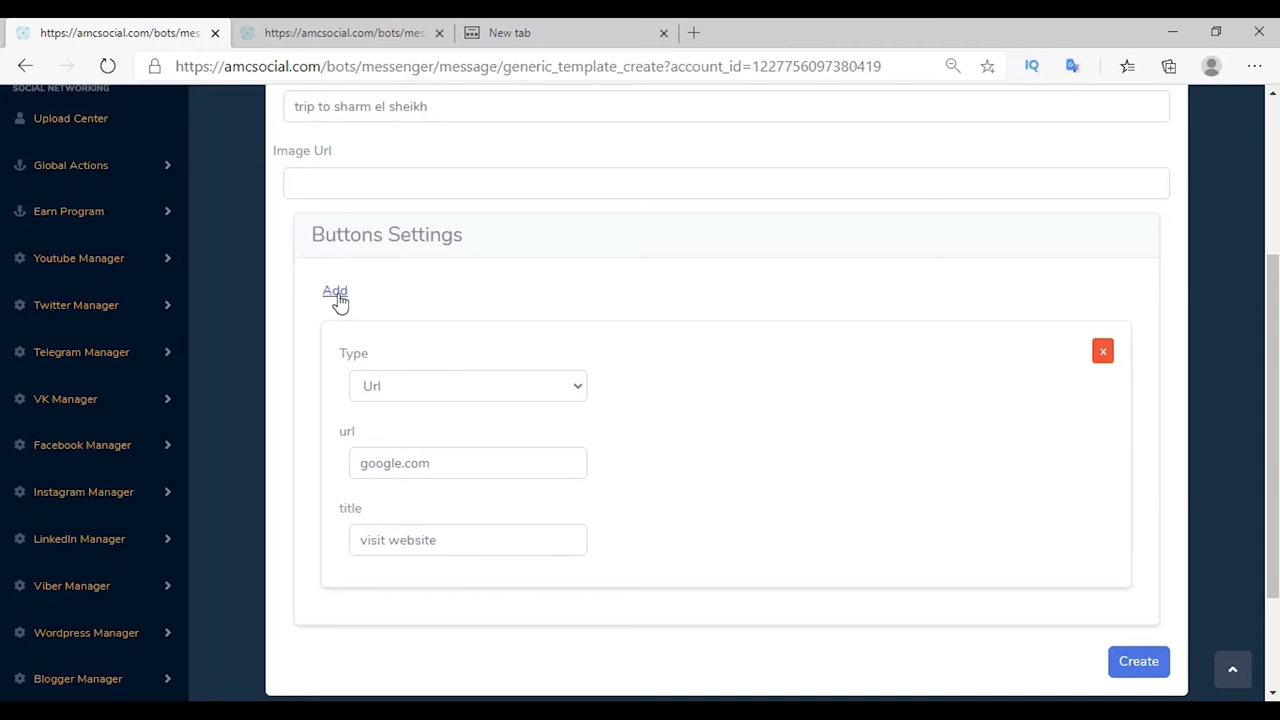 https://amcsocial.com/bots/mes
https://amcsocial.com/bots/mes
New tab
https://amcsocial.com/bots/messenger/message/generic_template_create?account_id=1227756097380419
IQ
SOCIAL NETWORKING
Upload Center
Global Actions
Earn Program
Youtube Manager
Twitter Manager
Telegram Manager
VK Manager
Facebook Manager
Instagram Manager
LinkedIn Manager
Viber Manager
Wordpress Manager
Blogger Manager
trip to sharm el sheikh
Image Url
Buttons Settings
Add
Type
x
Url
url
google.com
title
visit website
Create